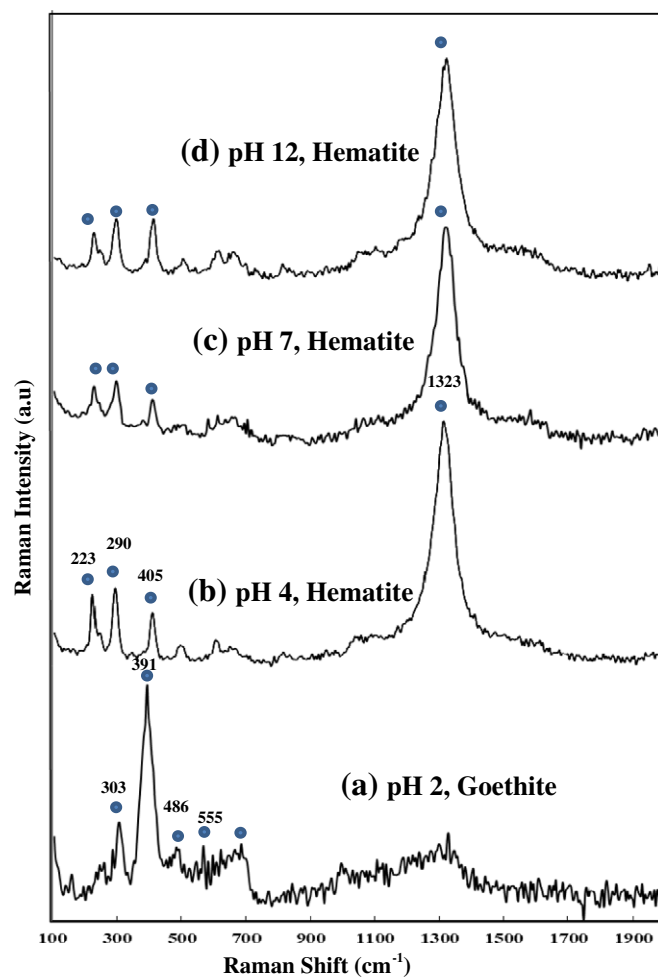 (d) pH 12, Hematite
(c) pH 7, Hematite
1323
223
290
405
(b) pH 4, Hematite
391
303
486
555
(a) pH 2, Goethite
Raman Intensity (a.u)
100 300 500 700 900 1100 1300 1500 1700 1900
Raman Shift (cm-1)